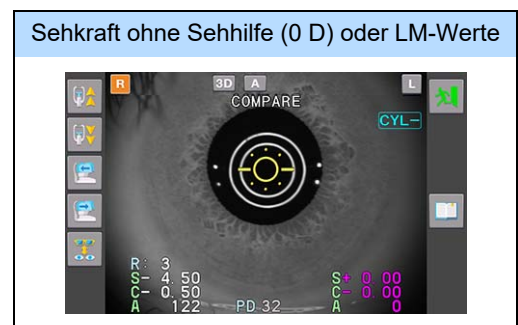 Sehkraft ohne Sehhilfe (0 D) oder LM-Werte
R 3D A L
COMPARE
CYL−
R: 3
S− 4.50 S+ 0.00
C− 0.50 C− 0.00
A 122 PD 32 A 0